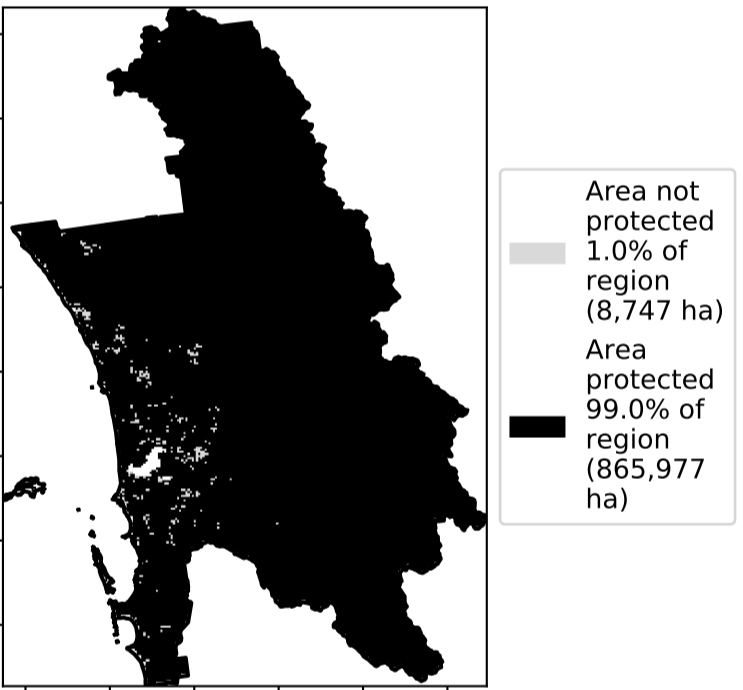 Area not
protected
1.0% of
region
(8,747 ha)
Area
protected
99.0% of
region
(865,977
ha)